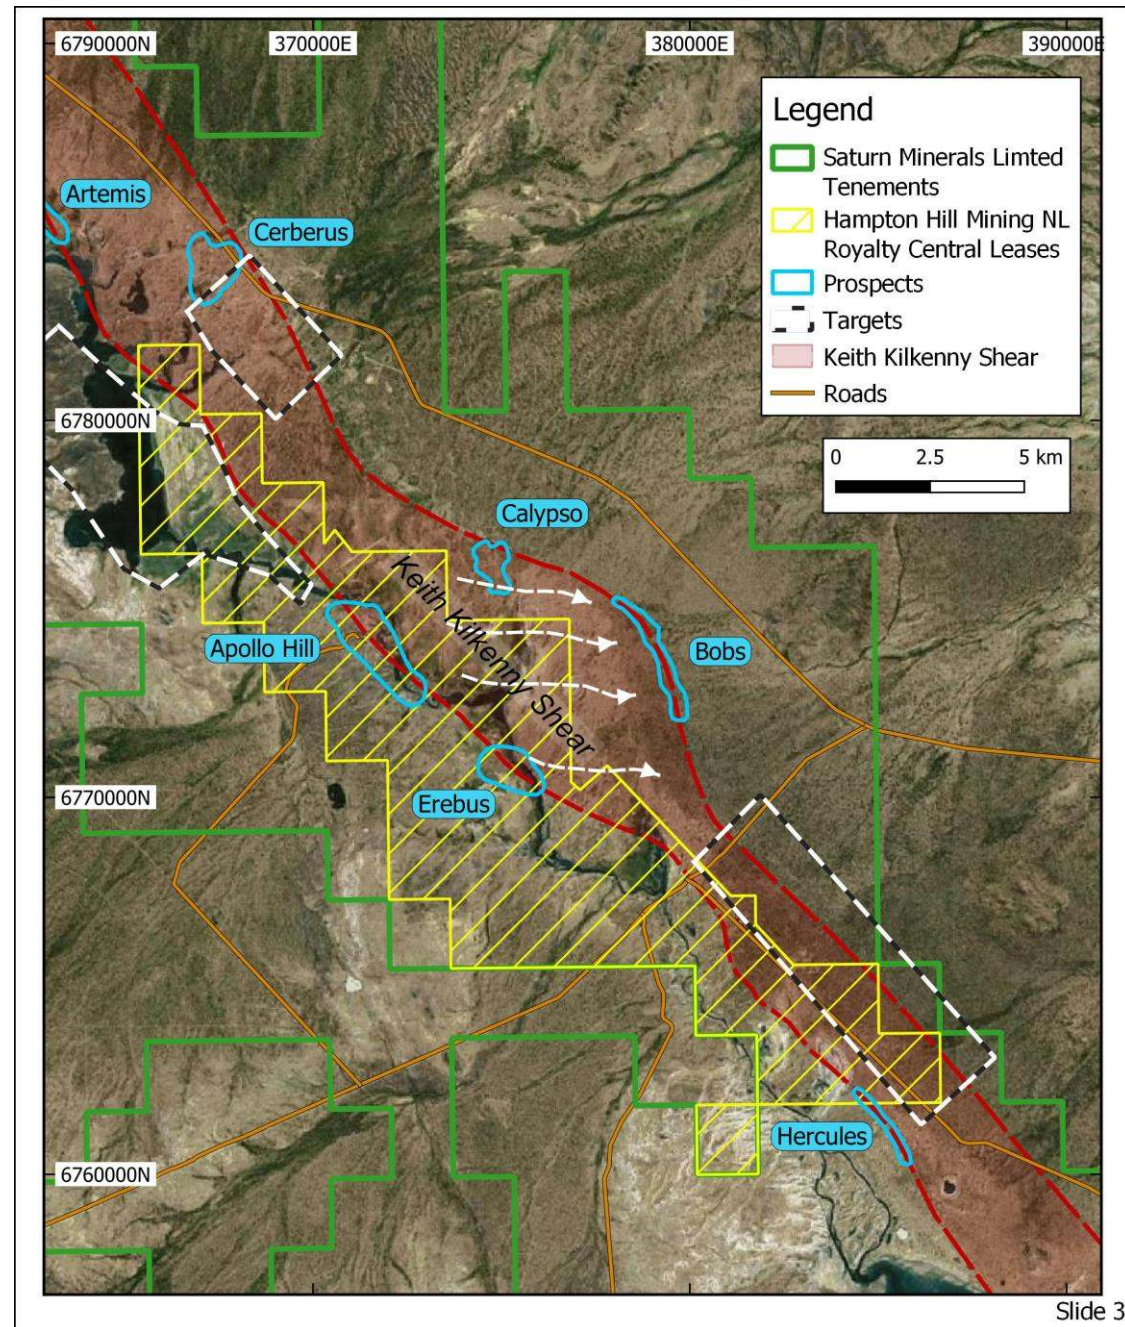 6790000N
370000E
380000E
390000E
Legend
Saturn Minerals Limted
Tenements
Hampton Hill Mining NL
Royalty Central Leases
Prospects
Targets
Keith Kilkenny Shear
Roads
0 2.5 5 km
Artemis
Cerberus
6780000N
Calypso
Keith Kilkenny Shear
Apollo Hill
Bobs
6770000N
Erebus
Hercules
6760000N
Slide 3